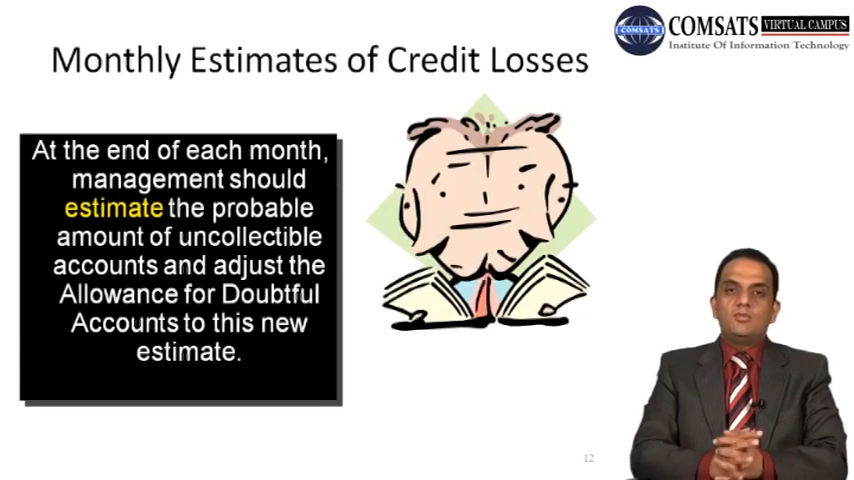 COMSATS VIRTUAL CAMPUS
Institute Of Information Technology
COMSATS
Monthly Estimates of Credit Losses
At the end of each month,
management should
estimate the probable
amount of uncollectible
accounts and adjust the
Allowance for Doubtful
Accounts to this new
estimate.
12